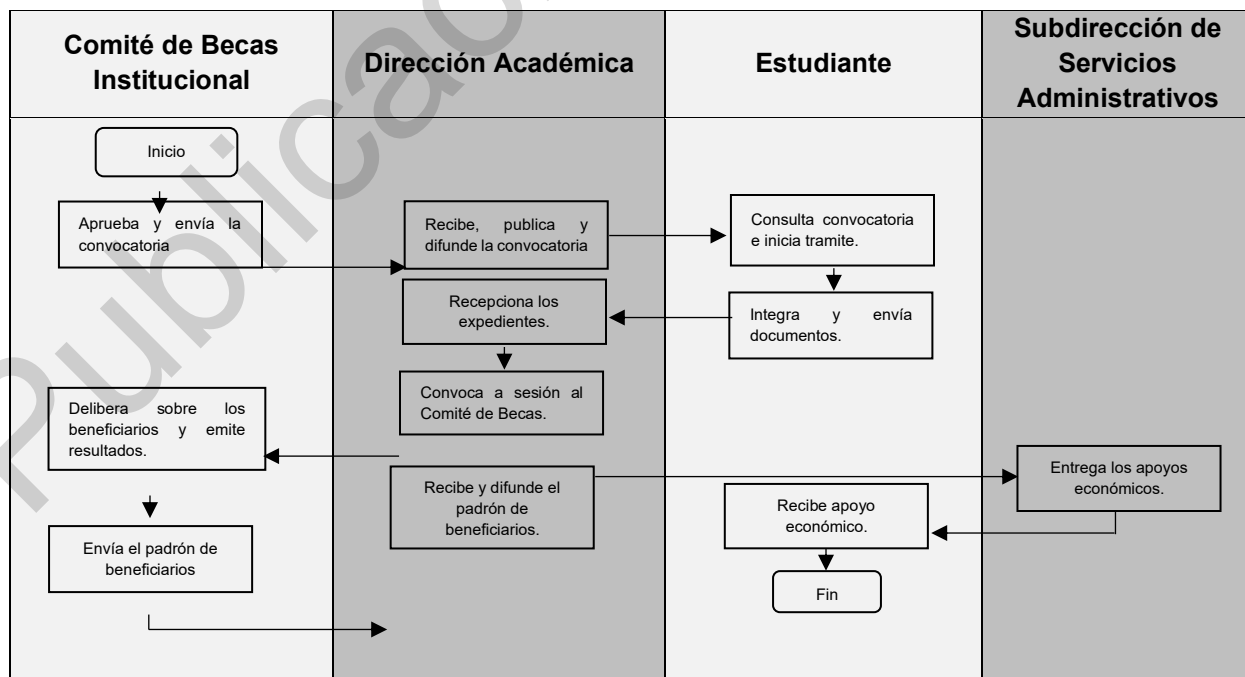 Comité de Becas
Institucional
Dirección Académica
Estudiante
Subdirección de
Servicios
Administrativos
Inicio
Aprueba y envía la
convocatoria
Recibe, publica y
difunde la convocatoria
Consulta convocatoria
e inicia tramite.
Integra y envía
documentos.
Recepciona los
expedientes.
Convoca a sesión al
Comité de Becas.
Delibera sobre los
beneficiarios y emite
resultados.
Envía el padrón de
beneficiarios
Recibe y difunde el
padrón de
beneficiarios.
Entrega los apoyos
económicos.
Recibe apoyo
económico.
Fin